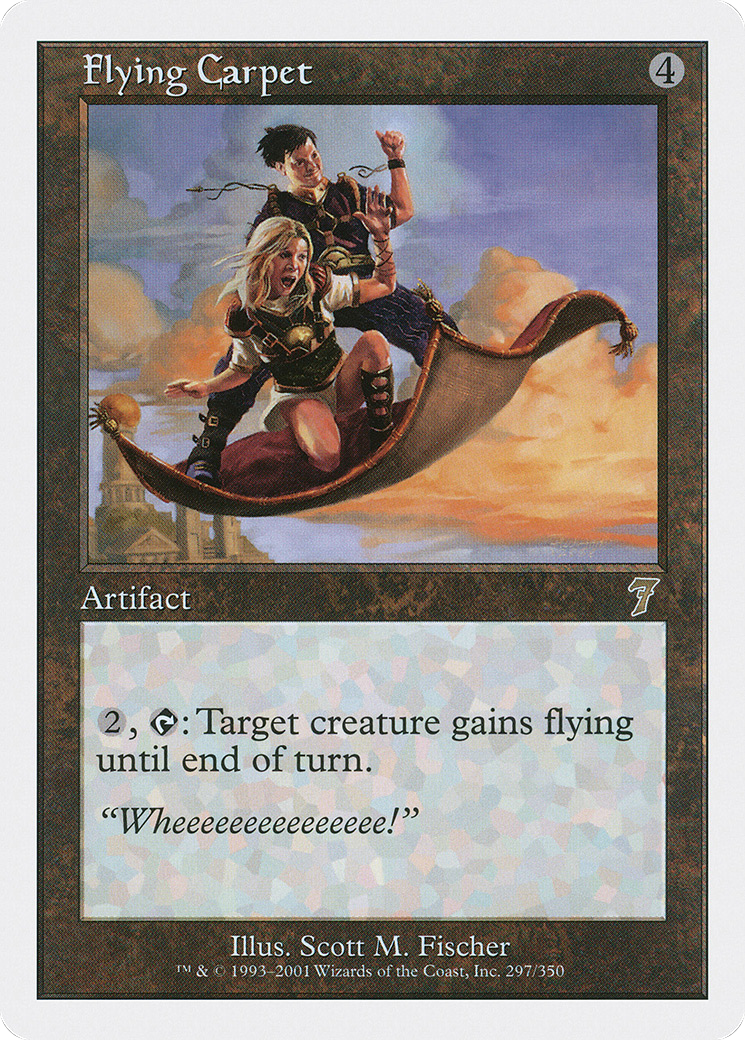 Flying Carpet 4
Artifact 7
2, : Target creature gains flying
until end of turn.
“Wheeeeeeeeeeeeeee!”
Illus. Scott M. Fischer
™ & © 1993–2001 Wizards of the Coast, Inc. 297/350